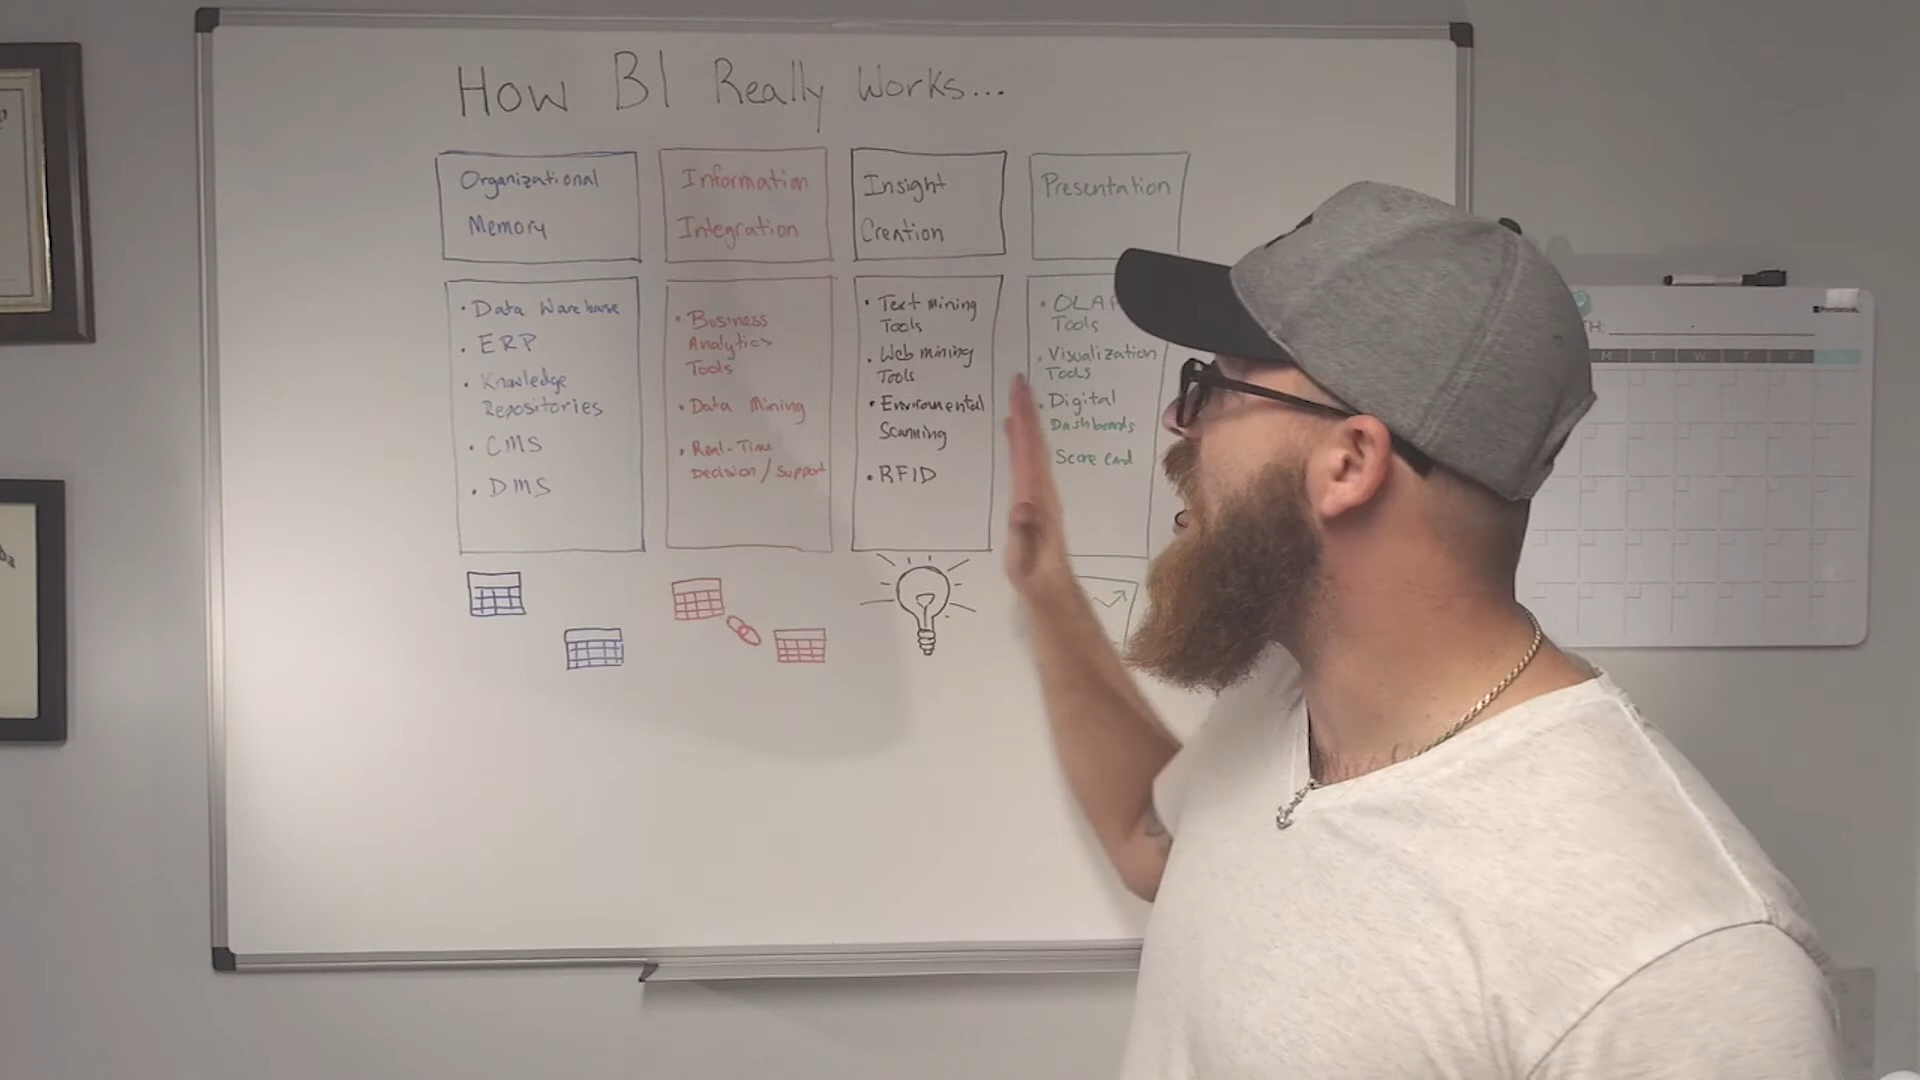 How BI Really Works...
Organizational
Memory
• Data Warehouse
• ERP
• Knowledge
Repositories
• CMS
• DMS
Information
Integration
• Business
Analytics
Tools
• Data Mining
• Real-Time
Decision/Support
Insight
Creation
• Text mining
Tools
• Web mining
Tools
• Enviromental
Scanning
• RFID
Presentation
• OLAP
Tools
• Visualization
Tools
• Digital
Dashboards
Score card
TH:
M T W T F